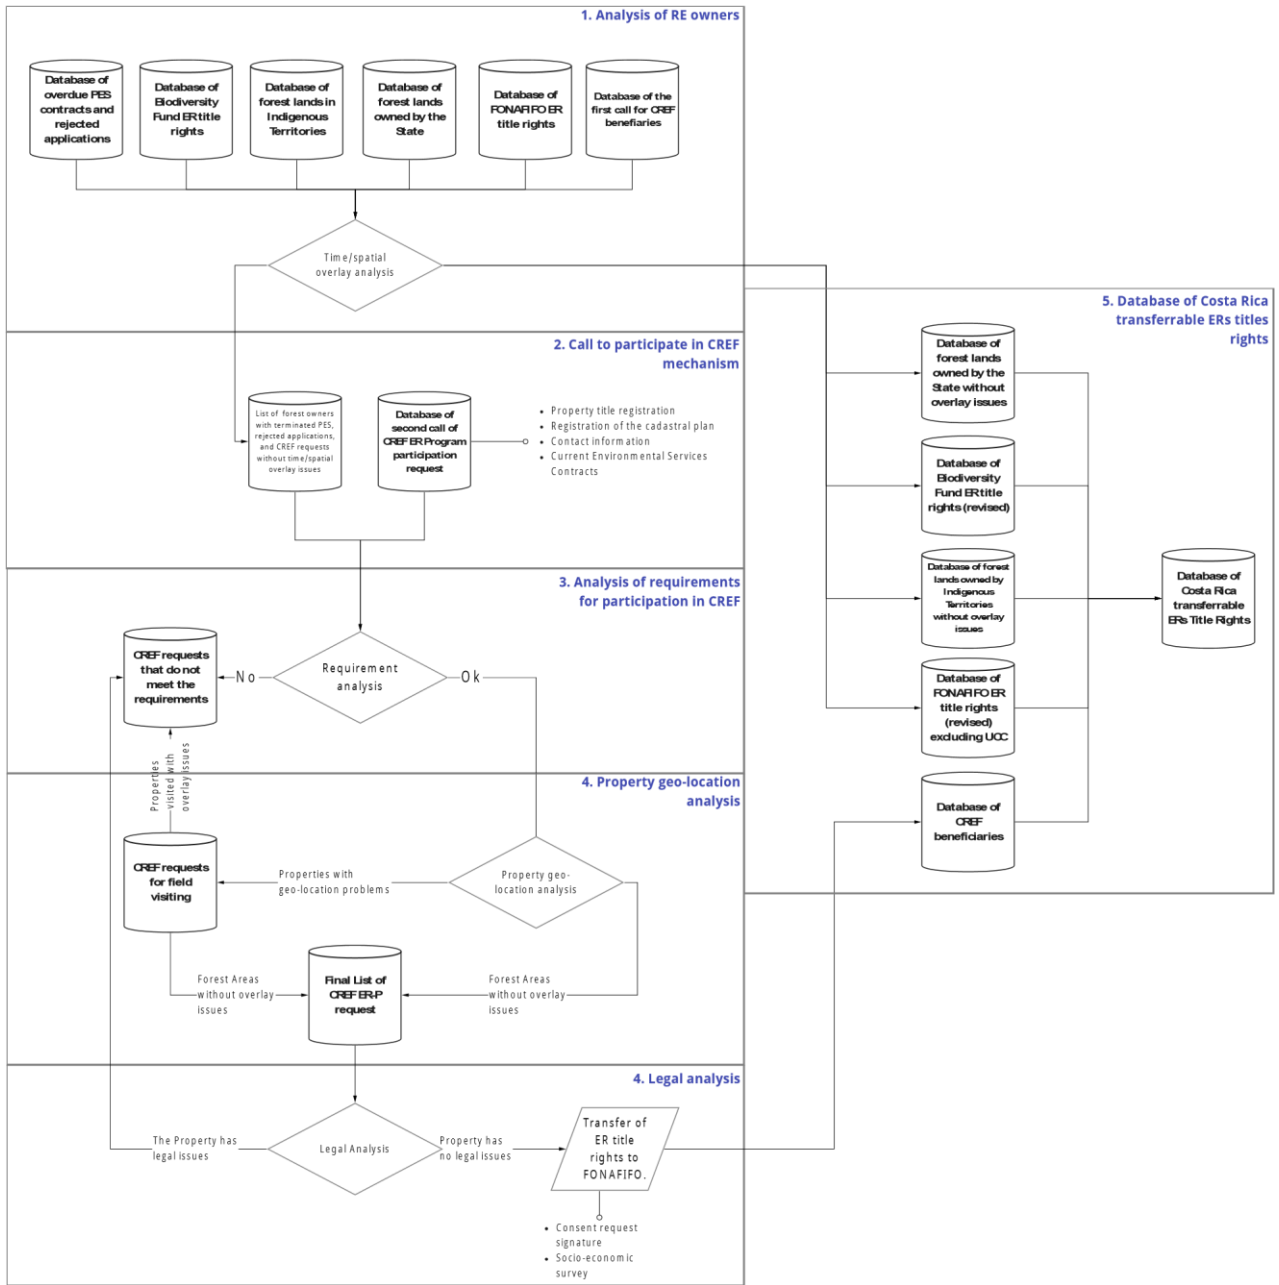 1. Analysis of RE owners
Database of
overdue PES
contracts and
rejected
applications
Database of
Biodiversity
Fund ER title
rights
Database of
forest lands in
Indigenous
Territories
Database of
forest lands
owned by the
State
Database of
FONAFIFO ER
title rights
Database of the
first call for CREF
benefiaries
Time/spatial
overlay analysis
2. Call to participate in CREF
mechanism
List of forest owners
with terminated PES,
rejected applications,
and CREF requests
without time/spatial
overlay issues
Database of
second call of
CREF ER Program
participation
request
• Property title registration
• Registration of the cadastral plan
• Contact information
• Current Environmental Services
Contracts
3. Analysis of requirements
for participation in CREF
CREF requests
that do not
meet the
requirements
No
Requirement
analysis
Ok
Properties
visited with
overlay issues
4. Property geo-location
analysis
CREF requests
for field
visiting
Properties with
geo-location problems
Property geo-
location analysis
Forest Areas
without overlay
issues
Final List of
CREF ER-P
request
Forest Areas
without overlay
issues
4. Legal analysis
The Property has
legal issues
Legal Analysis
Property has
no legal issues
Transfer of
ER title
rights to
FONAFIFO.
• Consent request
signature
• Socio-economic
survey
5. Database of Costa Rica
transferrable ERs titles
rights
Database of
forest lands
owned by the
State without
overlay issues
Database of
Biodiversity
Fund ER title
rights (revised)
Database of forest
lands owned by
Indigenous
Territories
without overlay
issues
Database of
FONAFIFO ER
title rights
(revised)
excluding UCC
Database of
CREF
beneficiaries
Database of
Costa Rica
transferrable
ERs Title Rights